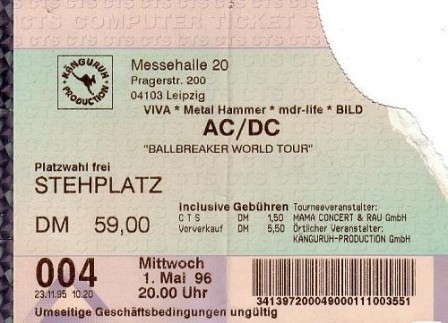 CTS COMPUTER TICKET S
KÄNGURUH
PRODUCTION
Messehalle 20
Pragerstr. 200
04103 Leipzig
VIVA * Metal Hammer * mdr-life * BILD
AC/DC
"BALLBREAKER WORLD TOUR"
Platzwahl frei
STEHPLATZ
DM 59,00
inclusive Gebühren
CTS DM 1,50
Vorverkauf DM 5,50
Tourneeveranstalter:
MAMA CONCERT & RAU GmbH
Örtlicher Veranstalter:
KÄNGURUH-PRODUCTION GmbH
004
23.11.95 10.20
Mittwoch
1. Mai 96
20.00 Uhr
3413972000490000111003551
Umseitige Geschäftsbedingungen ungültig